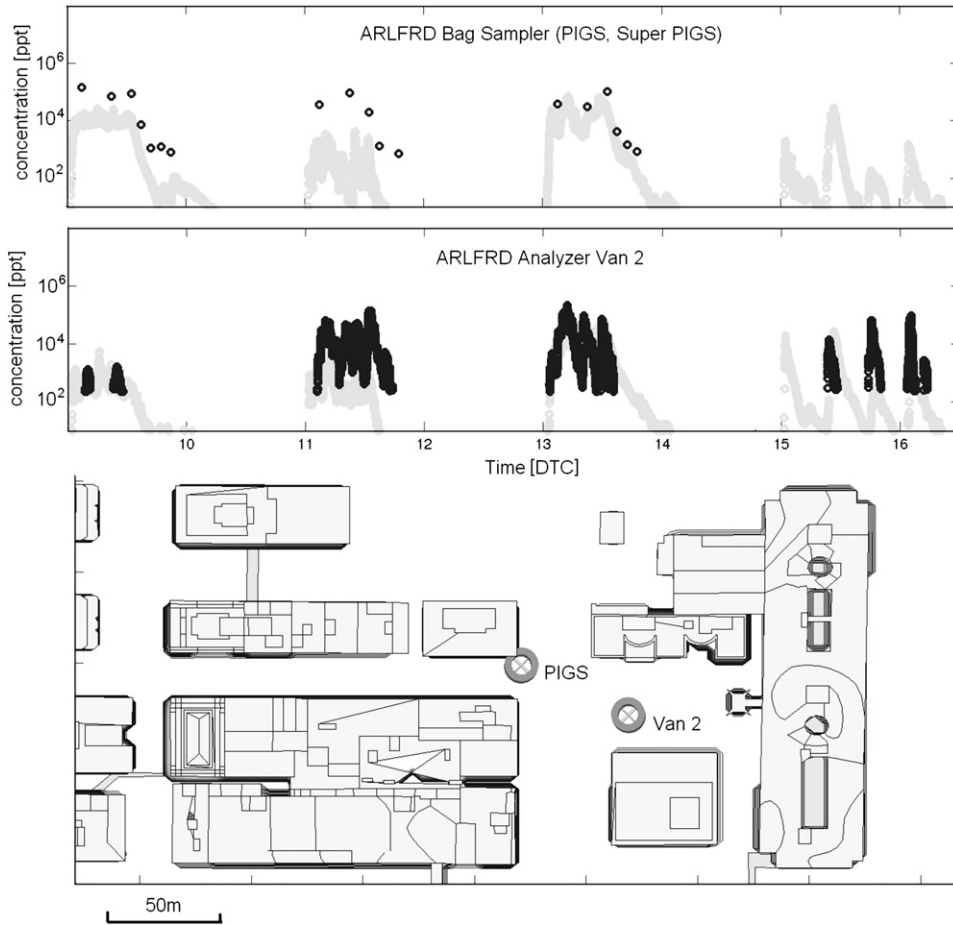 ARLFRD Bag Sampler (PIGS, Super PIGS)
concentration [ppt]
10^6
10^4
10^2
ARLFRD Analyzer Van 2
concentration [ppt]
10^6
10^4
10^2
10 11 12 13 14 15 16
Time [DTC]
PIGS
Van 2
50m